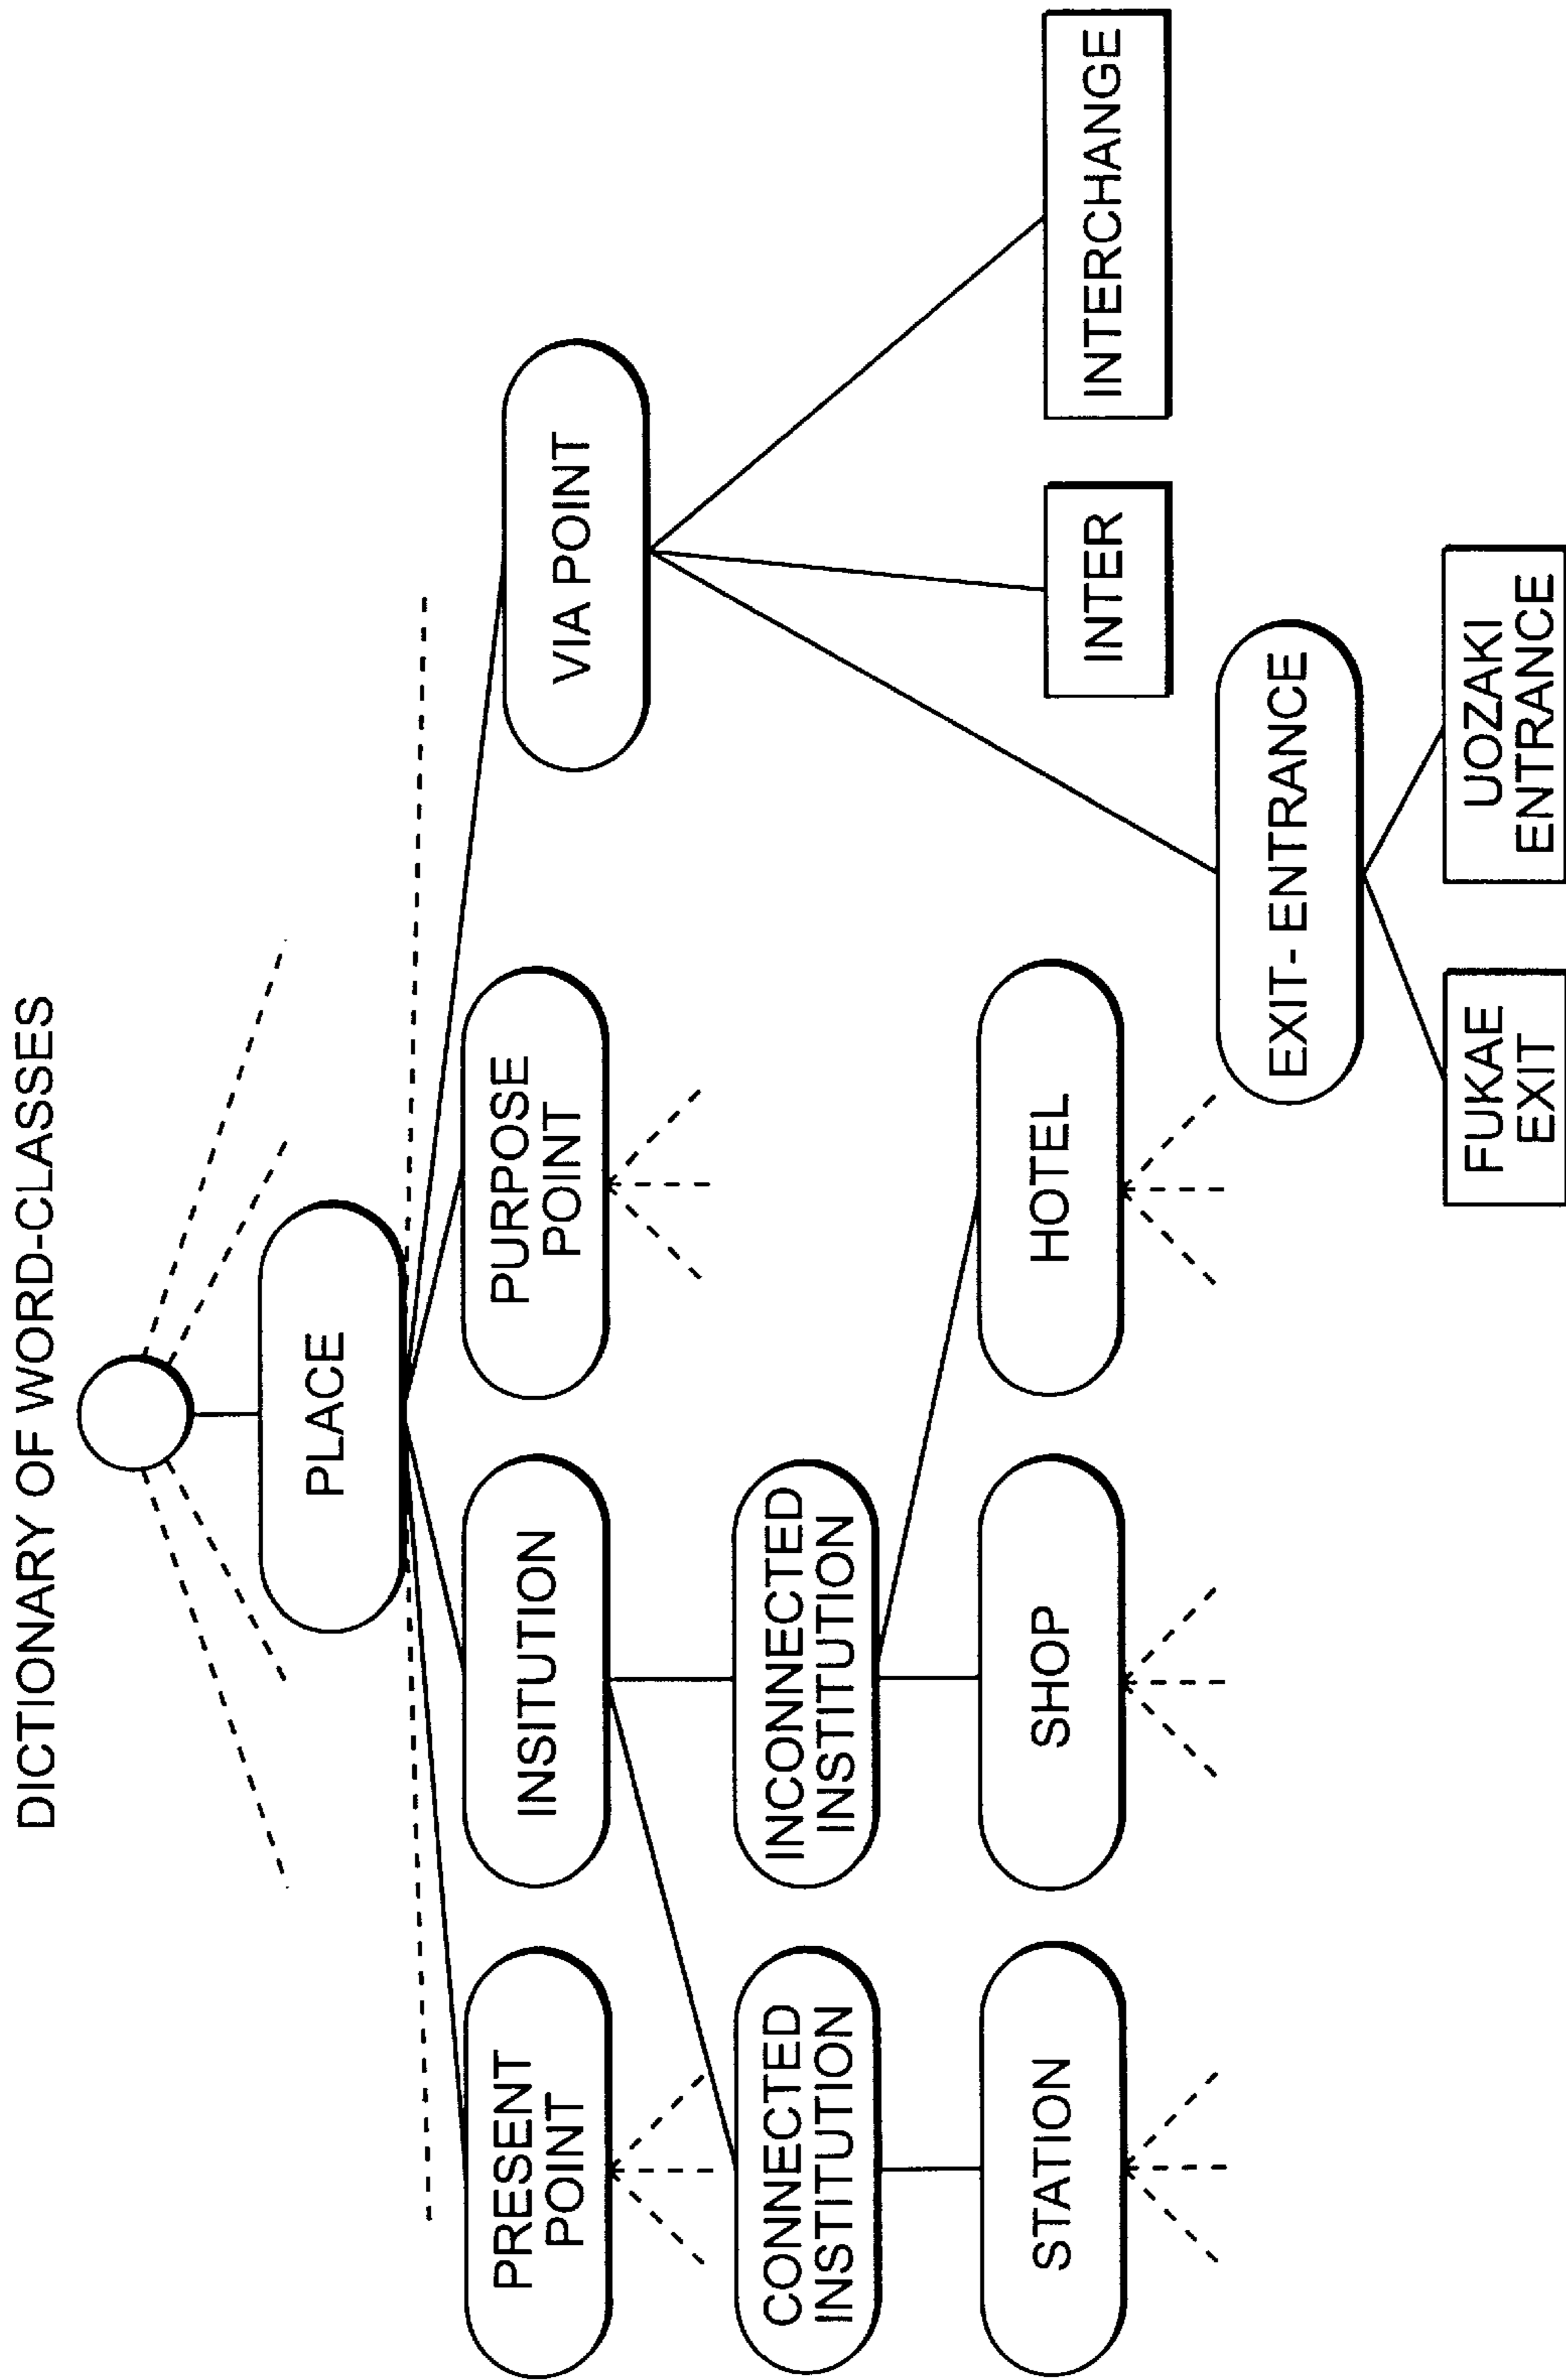 DICTIONARY OF WORD-CLASSES
PLACE
PRESENT
POINT
INSITUTION
PURPOSE
POINT
VIA POINT
CONNECTED
INSTITUTION
INCONNECTED
INSTITUTION
STATION
SHOP
HOTEL
INTER
INTERCHANGE
EXIT- ENTRANCE
FUKAE
EXIT
UOZAKI
ENTRANCE